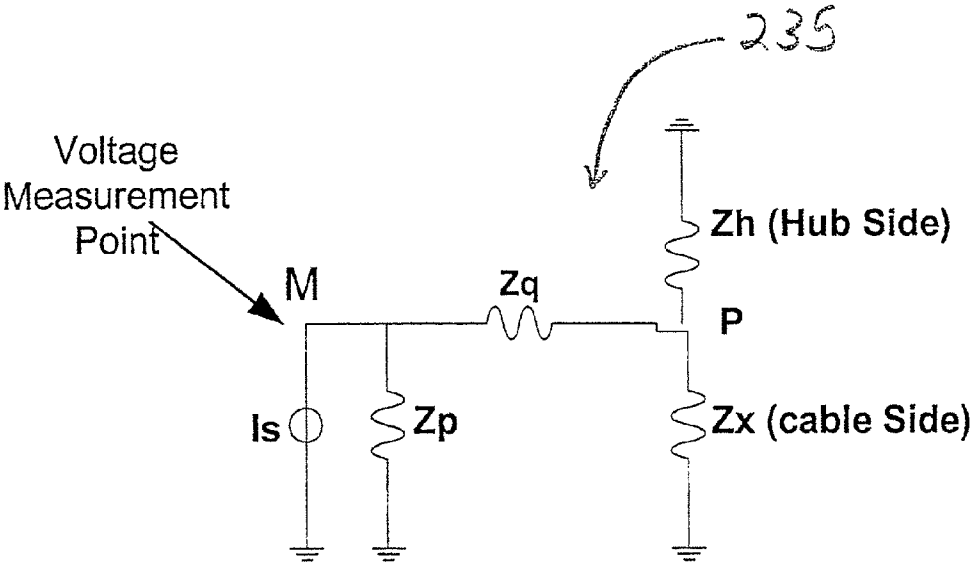 235
Voltage
Measurement
Point
Zh (Hub Side)
M
Zq
P
Is
Zp
Zx (cable Side)